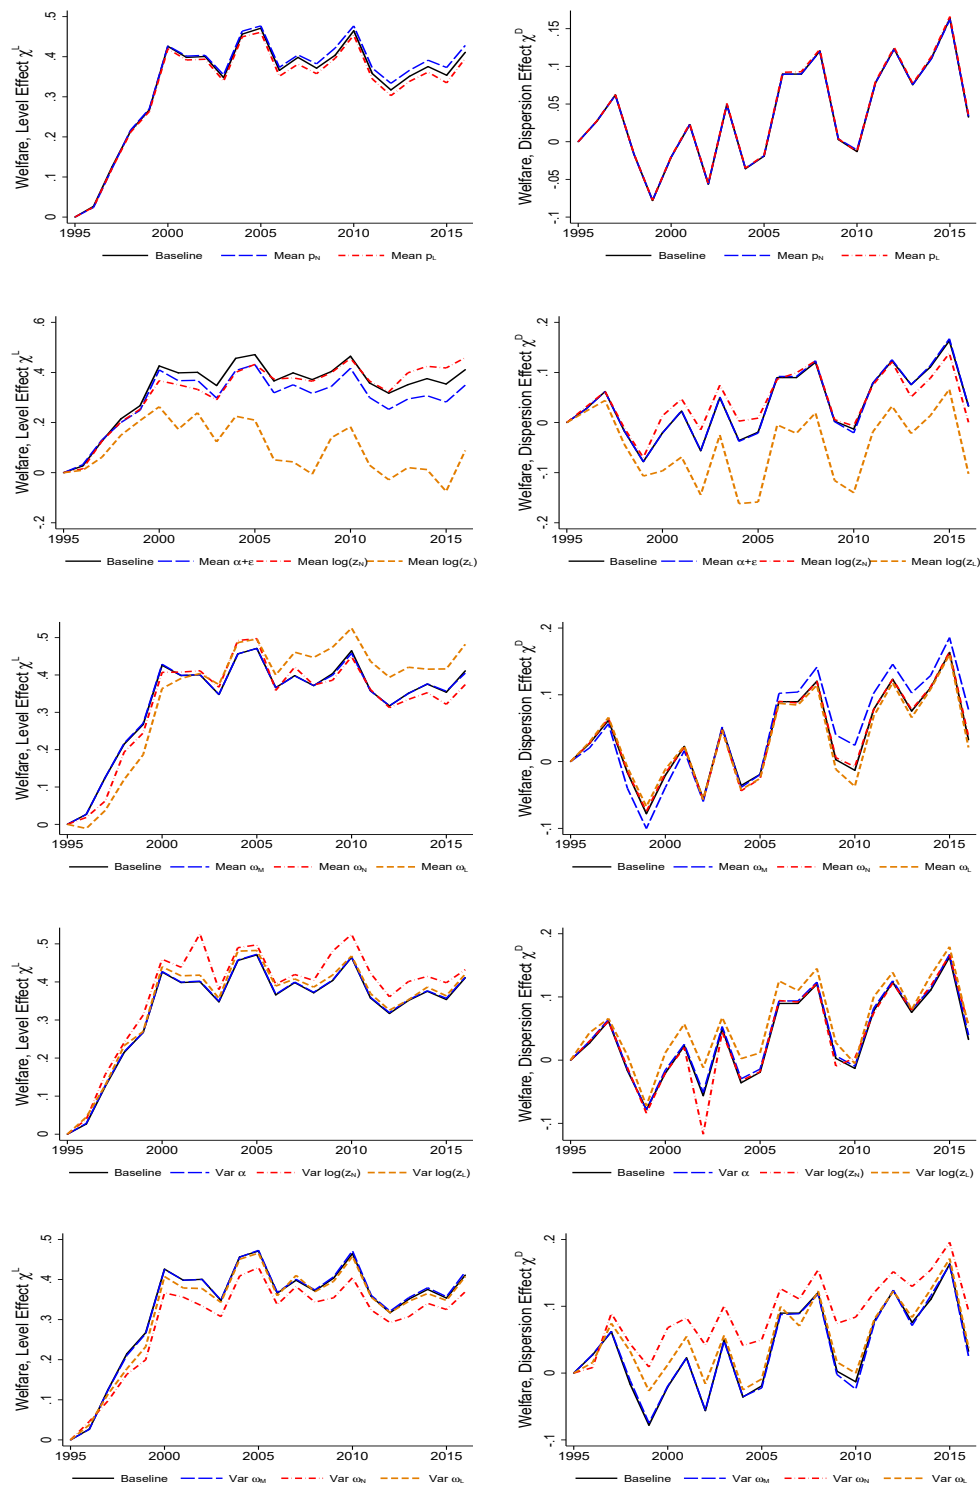 Welfare, Level Effect χᴸ
.5
.4
.3
.2
.1
0
1995 2000 2005 2010 2015
Baseline Mean pN Mean pL
Welfare, Dispersion Effect χᴰ
.15
.1
.05
0
-.05
-.1
1995 2000 2005 2010 2015
Baseline Mean pN Mean pL
Welfare, Level Effect χᴸ
.6
.4
.2
0
-.2
1995 2000 2005 2010 2015
Baseline Mean α+ε Mean log(zN) Mean log(zL)
Welfare, Dispersion Effect χᴰ
0.2
0.1
0
-0.1
-0.2
1995 2000 2005 2010 2015
Baseline Mean α+ε Mean log(zN) Mean log(zL)
Welfare, Level Effect χᴸ
.5
.4
.3
.2
.1
0
1995 2000 2005 2010 2015
Baseline Mean ωM Mean ωN Mean ωL
Welfare, Dispersion Effect χᴰ
.2
.1
0
-.1
1995 2000 2005 2010 2015
Baseline Mean ωM Mean ωN Mean ωL
Welfare, Level Effect χᴸ
.5
.4
.3
.2
.1
0
1995 2000 2005 2010 2015
Baseline Var α Var log(zN) Var log(zL)
Welfare, Dispersion Effect χᴰ
.2
.1
0
-.1
1995 2000 2005 2010 2015
Baseline Var α Var log(zN) Var log(zL)
Welfare, Level Effect χᴸ
.5
.4
.3
.2
.1
0
1995 2000 2005 2010 2015
Baseline Var ωM Var ωN Var ωL
Welfare, Dispersion Effect χᴰ
.2
.1
0
-.1
1995 2000 2005 2010 2015
Baseline Var ωM Var ωN Var ωL